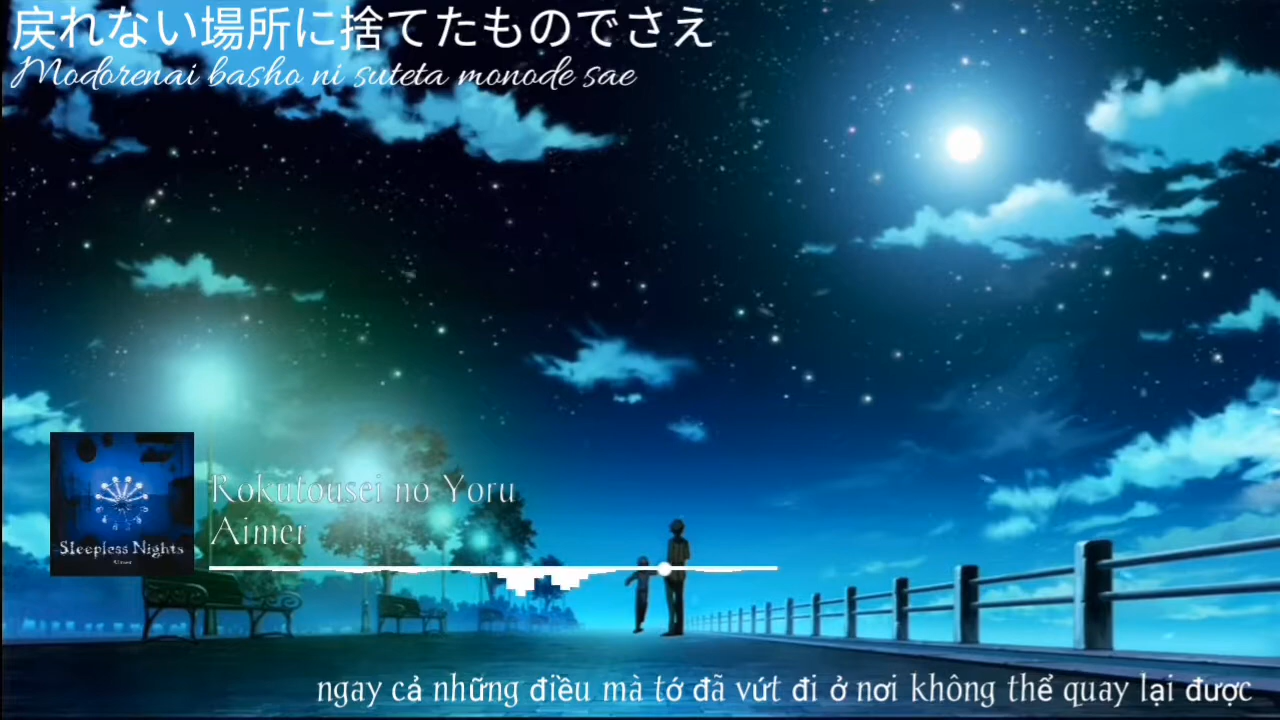 戻れない場所に捨てたものでさえ
Modorenai basho ni suteta monode sae
Rokutousei no Yoru
Aimer
Sleepless Nights
Aimer
ngay cả những điều mà tớ đã vứt đi ở nơi không thể quay lại được